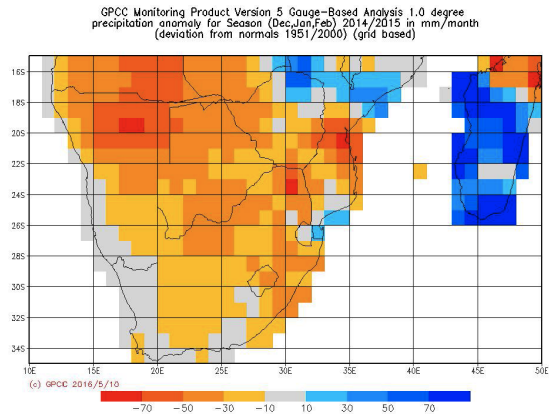 GPCC Monitoring Product Version 5 Gauge-Based Analysis 1.0 degree
precipitation anomaly for Season (Dec,Jan,Feb) 2014/2015 in mm/month
(deviation from normals 1951/2000) (grid based)
16S
18S
20S
22S
24S
26S
28S
30S
32S
34S
10E 15E 20E 25E 30E 35E 40E 45E 50E
(c) GPCC 2016/5/10
-70 -50 -30 -10 10 30 50 70